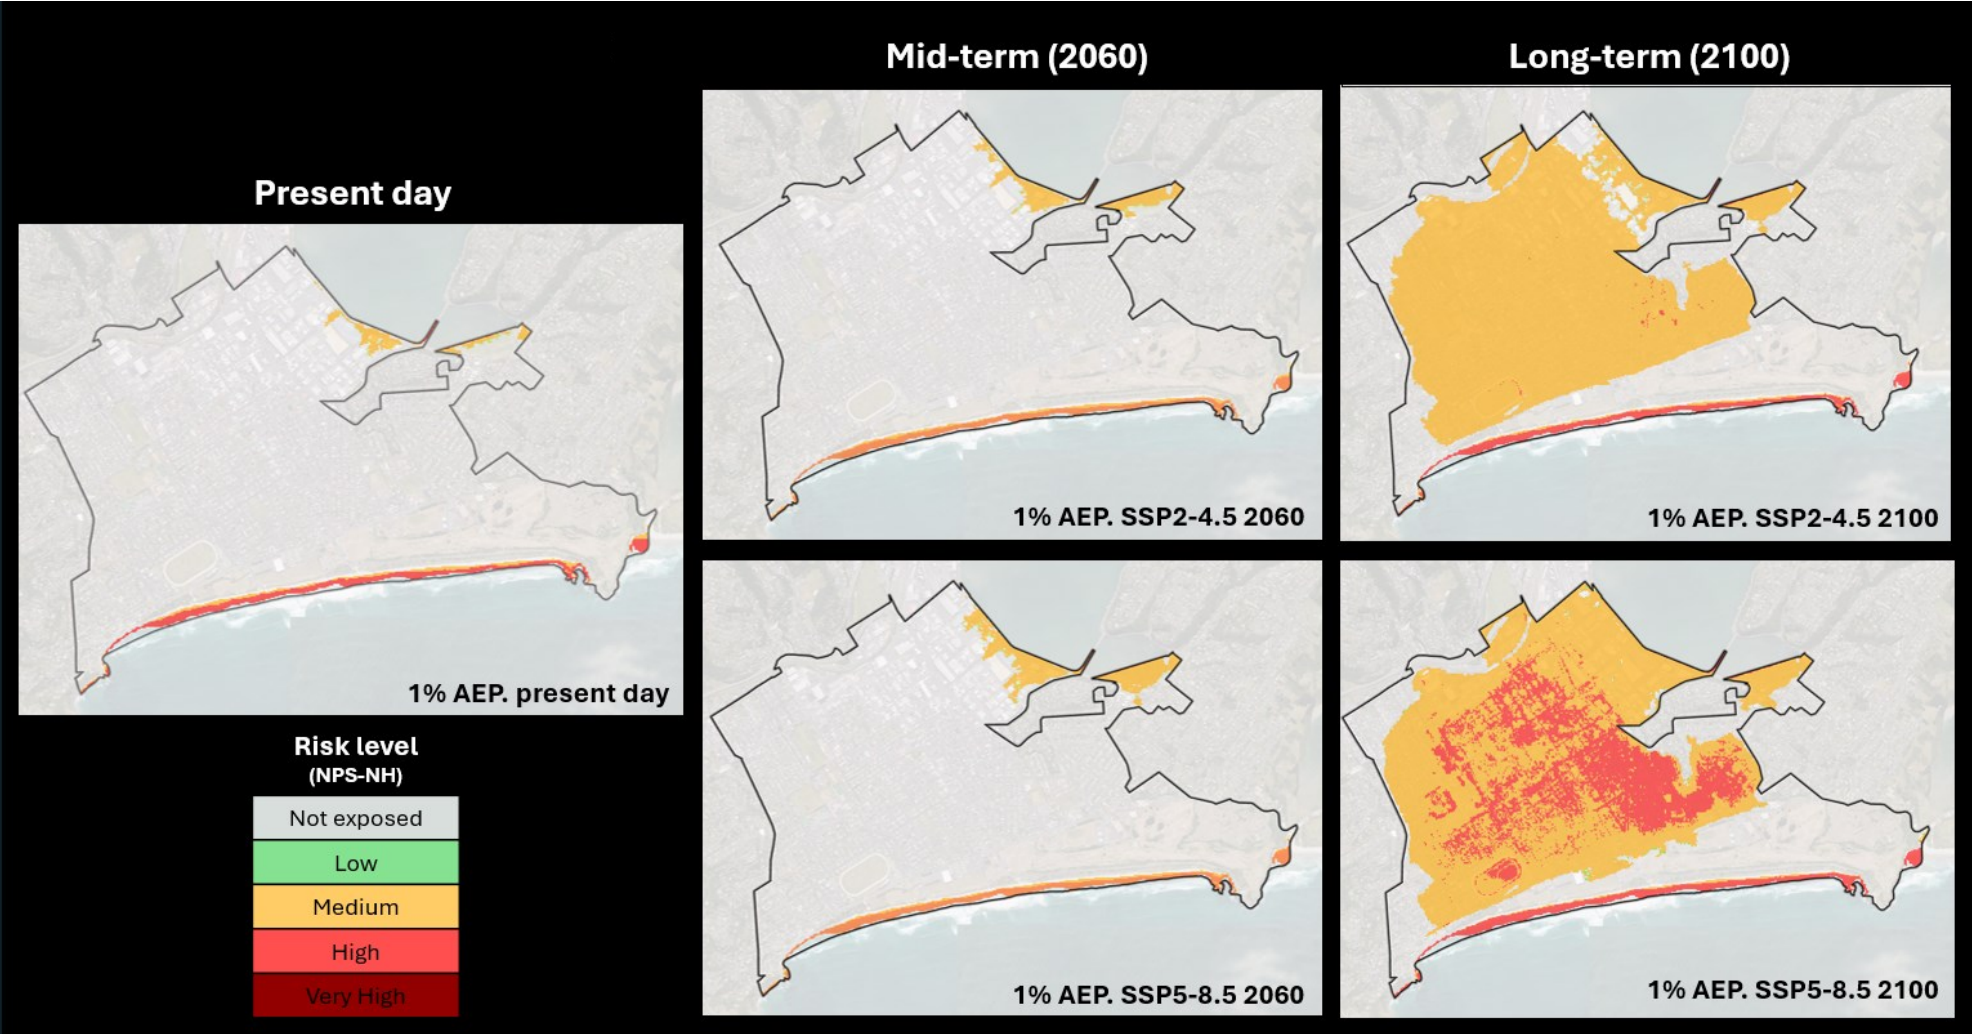 Mid-term (2060)
Long-term (2100)
Present day
1% AEP. SSP2-4.5 2060
1% AEP. SSP2-4.5 2100
1% AEP. present day
Risk level
(NPS-NH)
Not exposed
Low
Medium
High
Very High
1% AEP. SSP5-8.5 2060
1% AEP. SSP5-8.5 2100